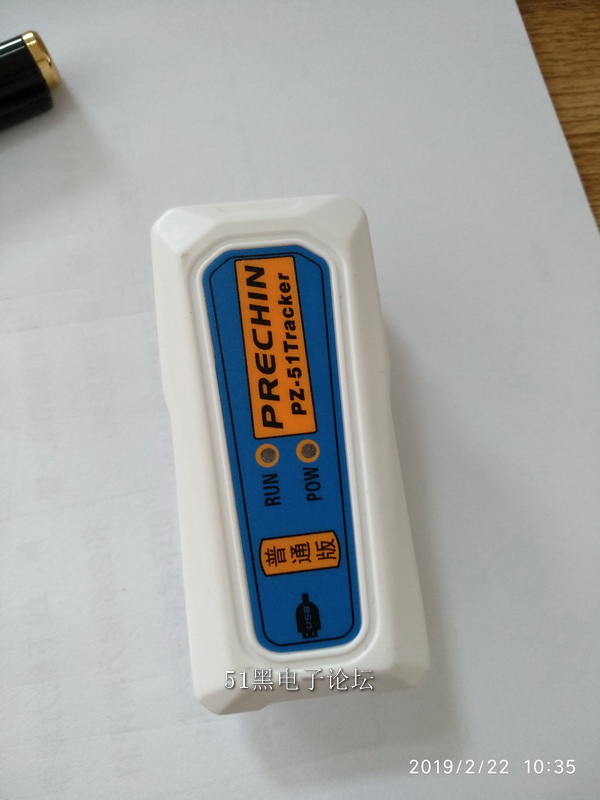 PRECHIN
PZ-51Tracker
RUN
POW
普通版
USB
51黑电子论坛
2019/2/22 10:35